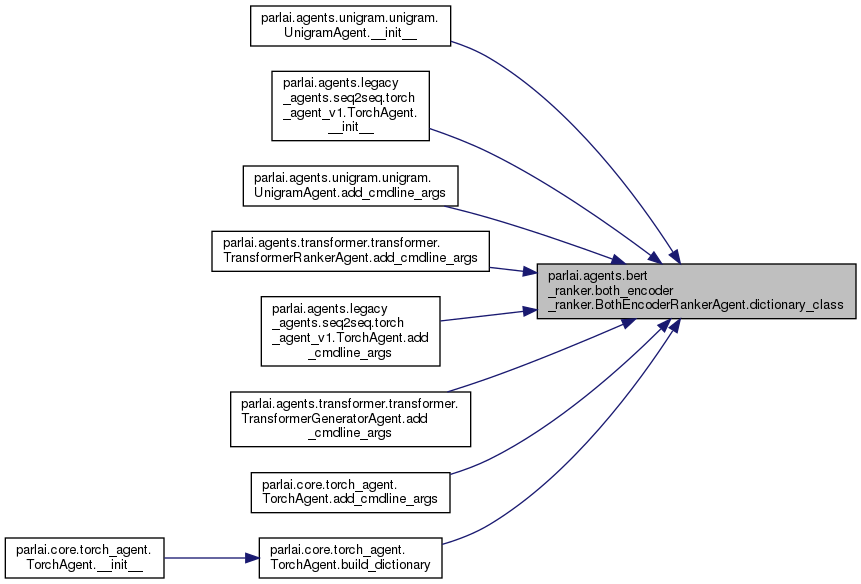 parlai.agents.unigram.unigram.
UnigramAgent.__init__
parlai.agents.legacy
_agents.seq2seq.torch
_agent_v1.TorchAgent.
__init__
parlai.agents.unigram.unigram.
UnigramAgent.add_cmdline_args
parlai.agents.transformer.transformer.
TransformerRankerAgent.add_cmdline_args
parlai.agents.bert
_ranker.both_encoder
_ranker.BothEncoderRankerAgent.dictionary_class
parlai.agents.legacy
_agents.seq2seq.torch
_agent_v1.TorchAgent.add
_cmdline_args
parlai.agents.transformer.transformer.
TransformerGeneratorAgent.add
_cmdline_args
parlai.core.torch_agent.
TorchAgent.add_cmdline_args
parlai.core.torch_agent.
TorchAgent.__init__
parlai.core.torch_agent.
TorchAgent.build_dictionary